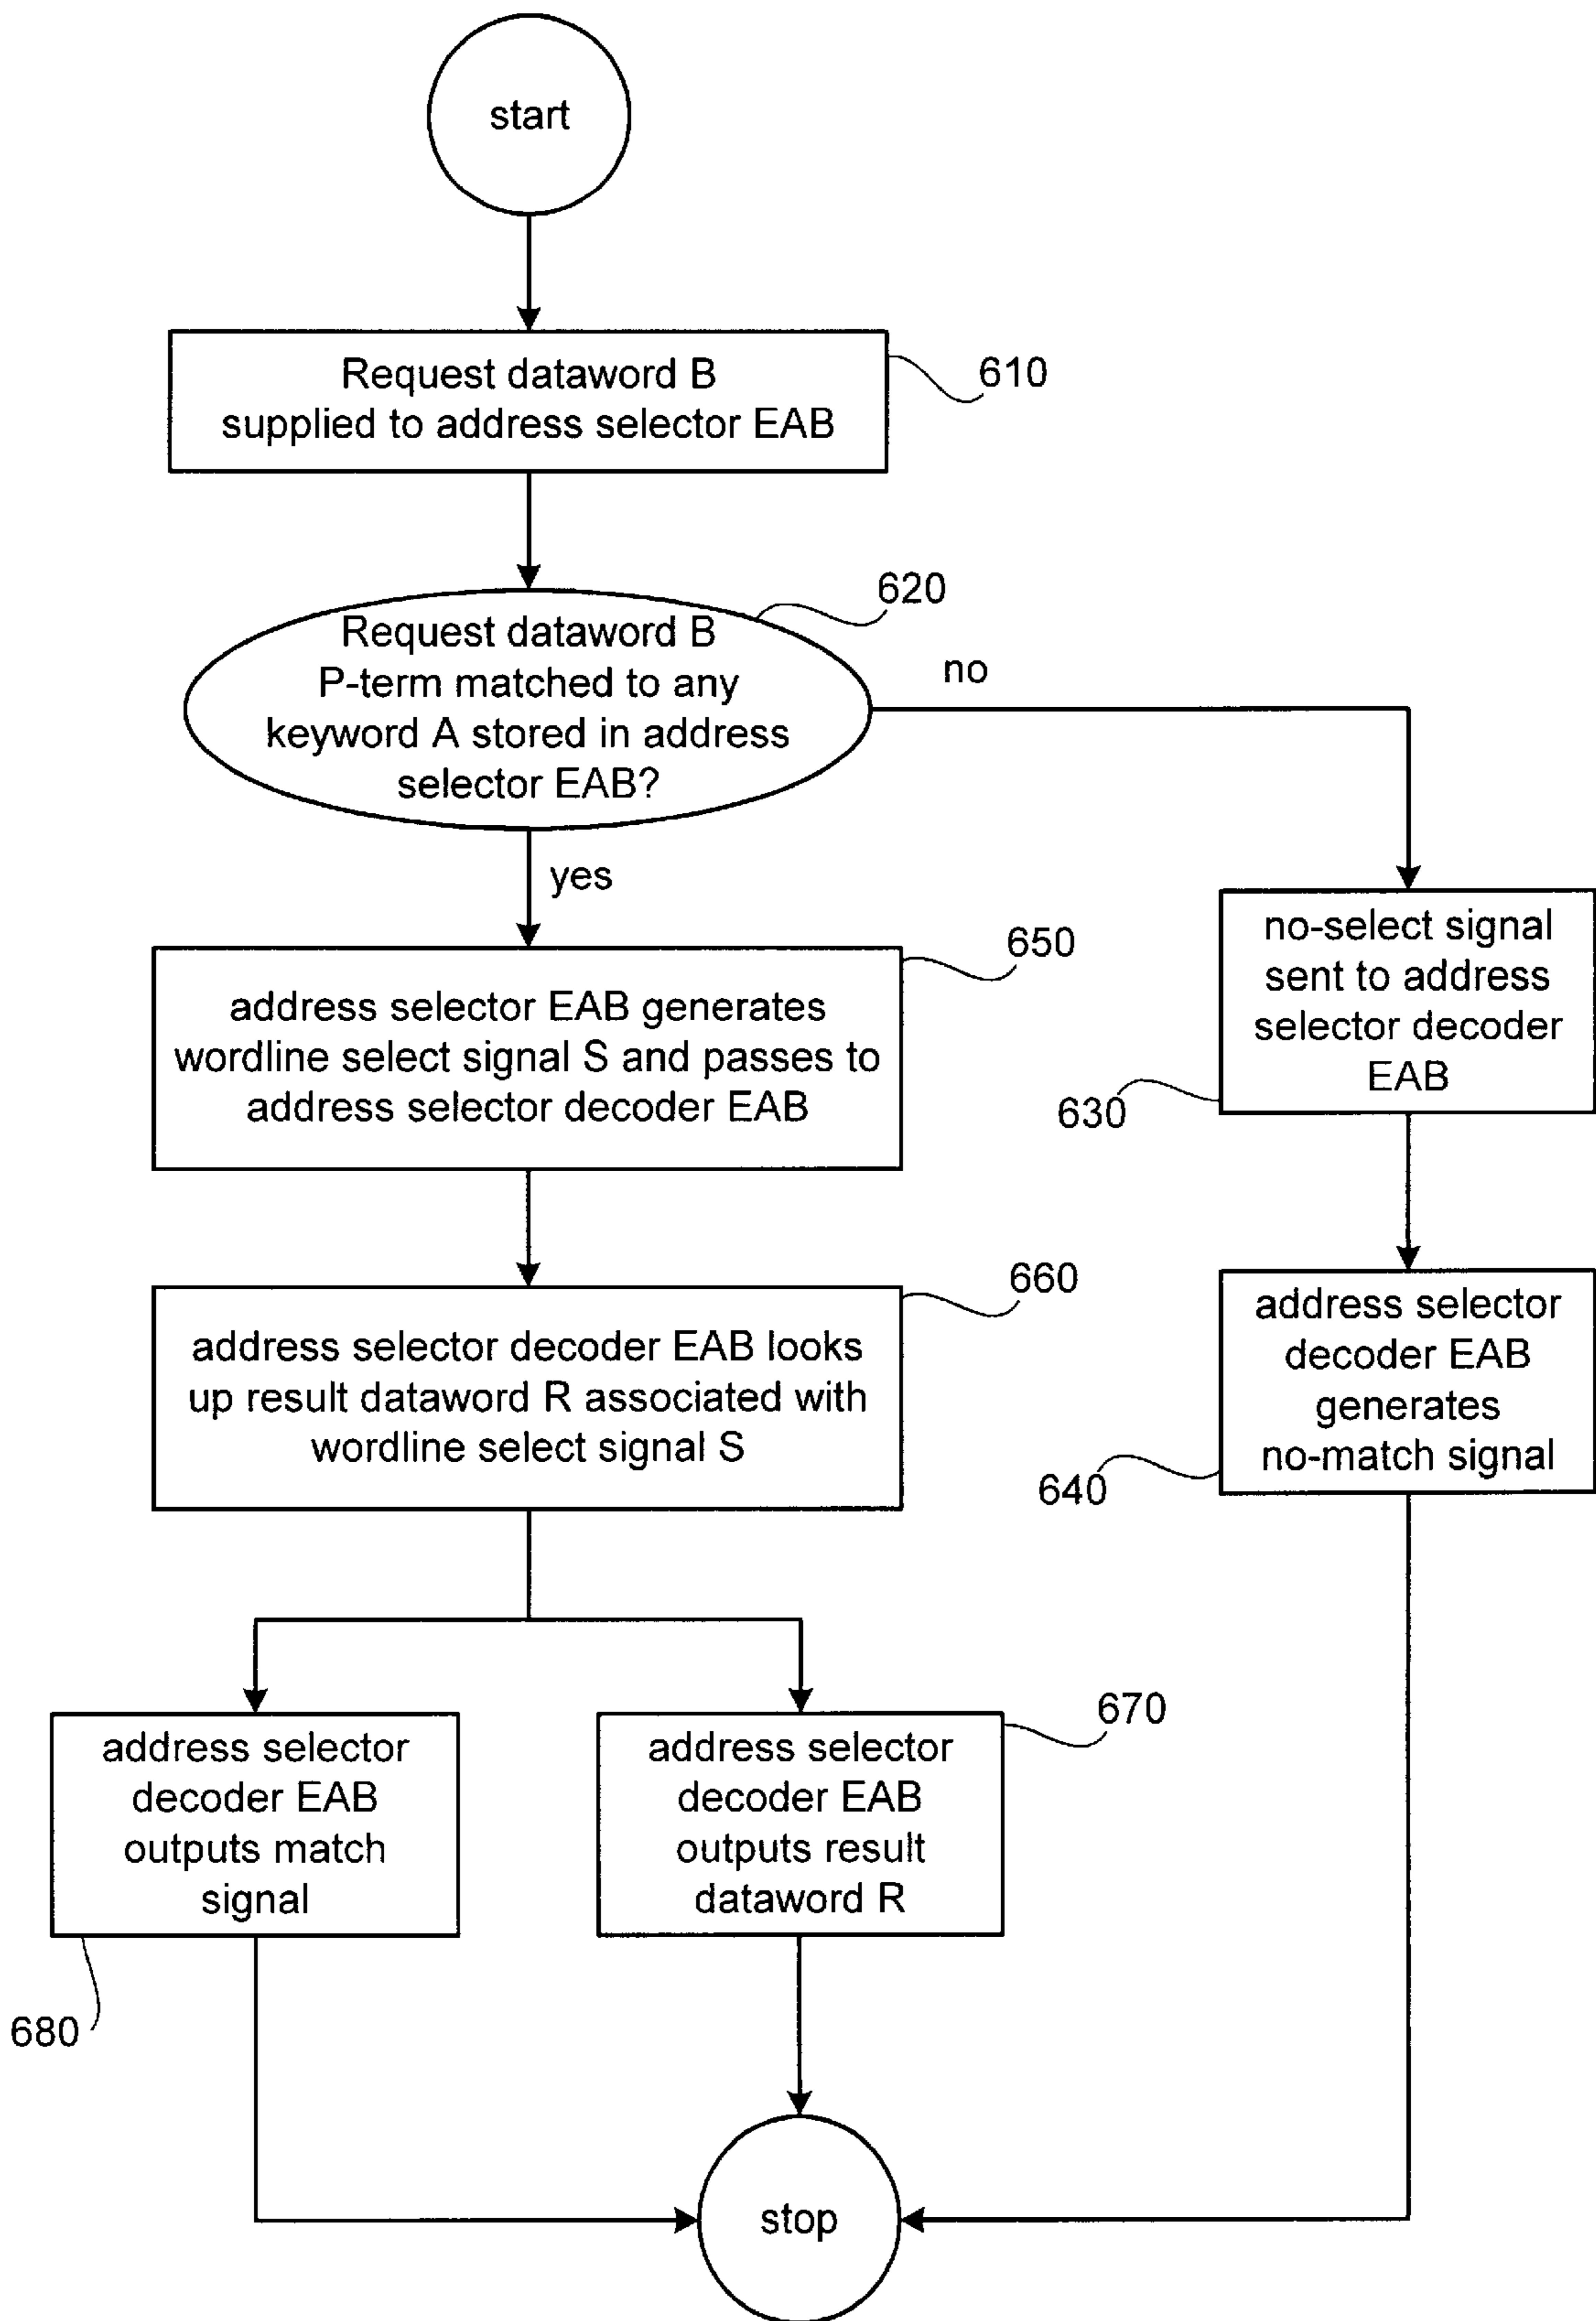 start
Request dataword B
supplied to address selector EAB
610
620
Request dataword B
P-term matched to any
keyword A stored in address
selector EAB?
no
yes
650
address selector EAB generates
wordline select signal S and passes to
address selector decoder EAB
no-select signal
sent to address
selector decoder
EAB
630
660
address selector decoder EAB looks
up result dataword R associated with
wordline select signal S
address selector
decoder EAB
generates
no-match signal
640
address selector
decoder EAB
outputs match
signal
680
670
address selector
decoder EAB
outputs result
dataword R
stop